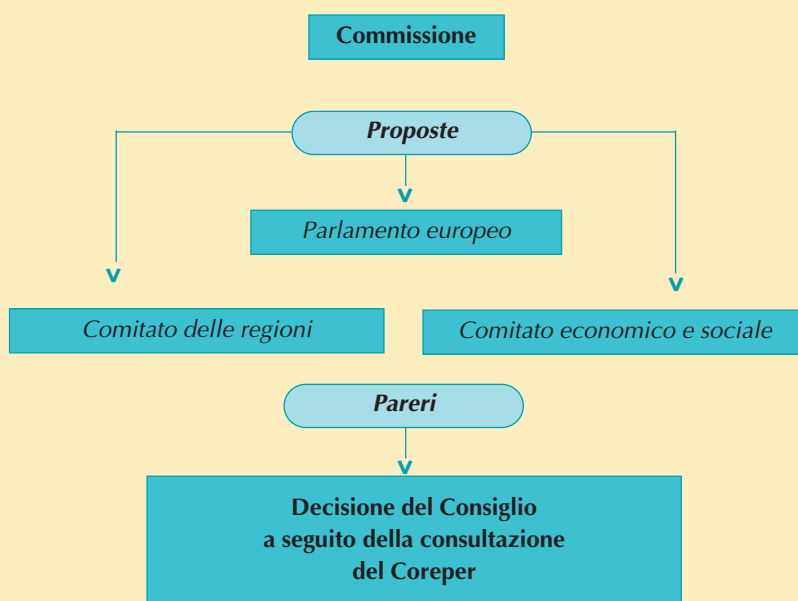 Commissione
Proposte
Parlamento europeo
Comitato delle regioni
Comitato economico e sociale
Pareri
Decisione del Consiglio
a seguito della consultazione
del Coreper